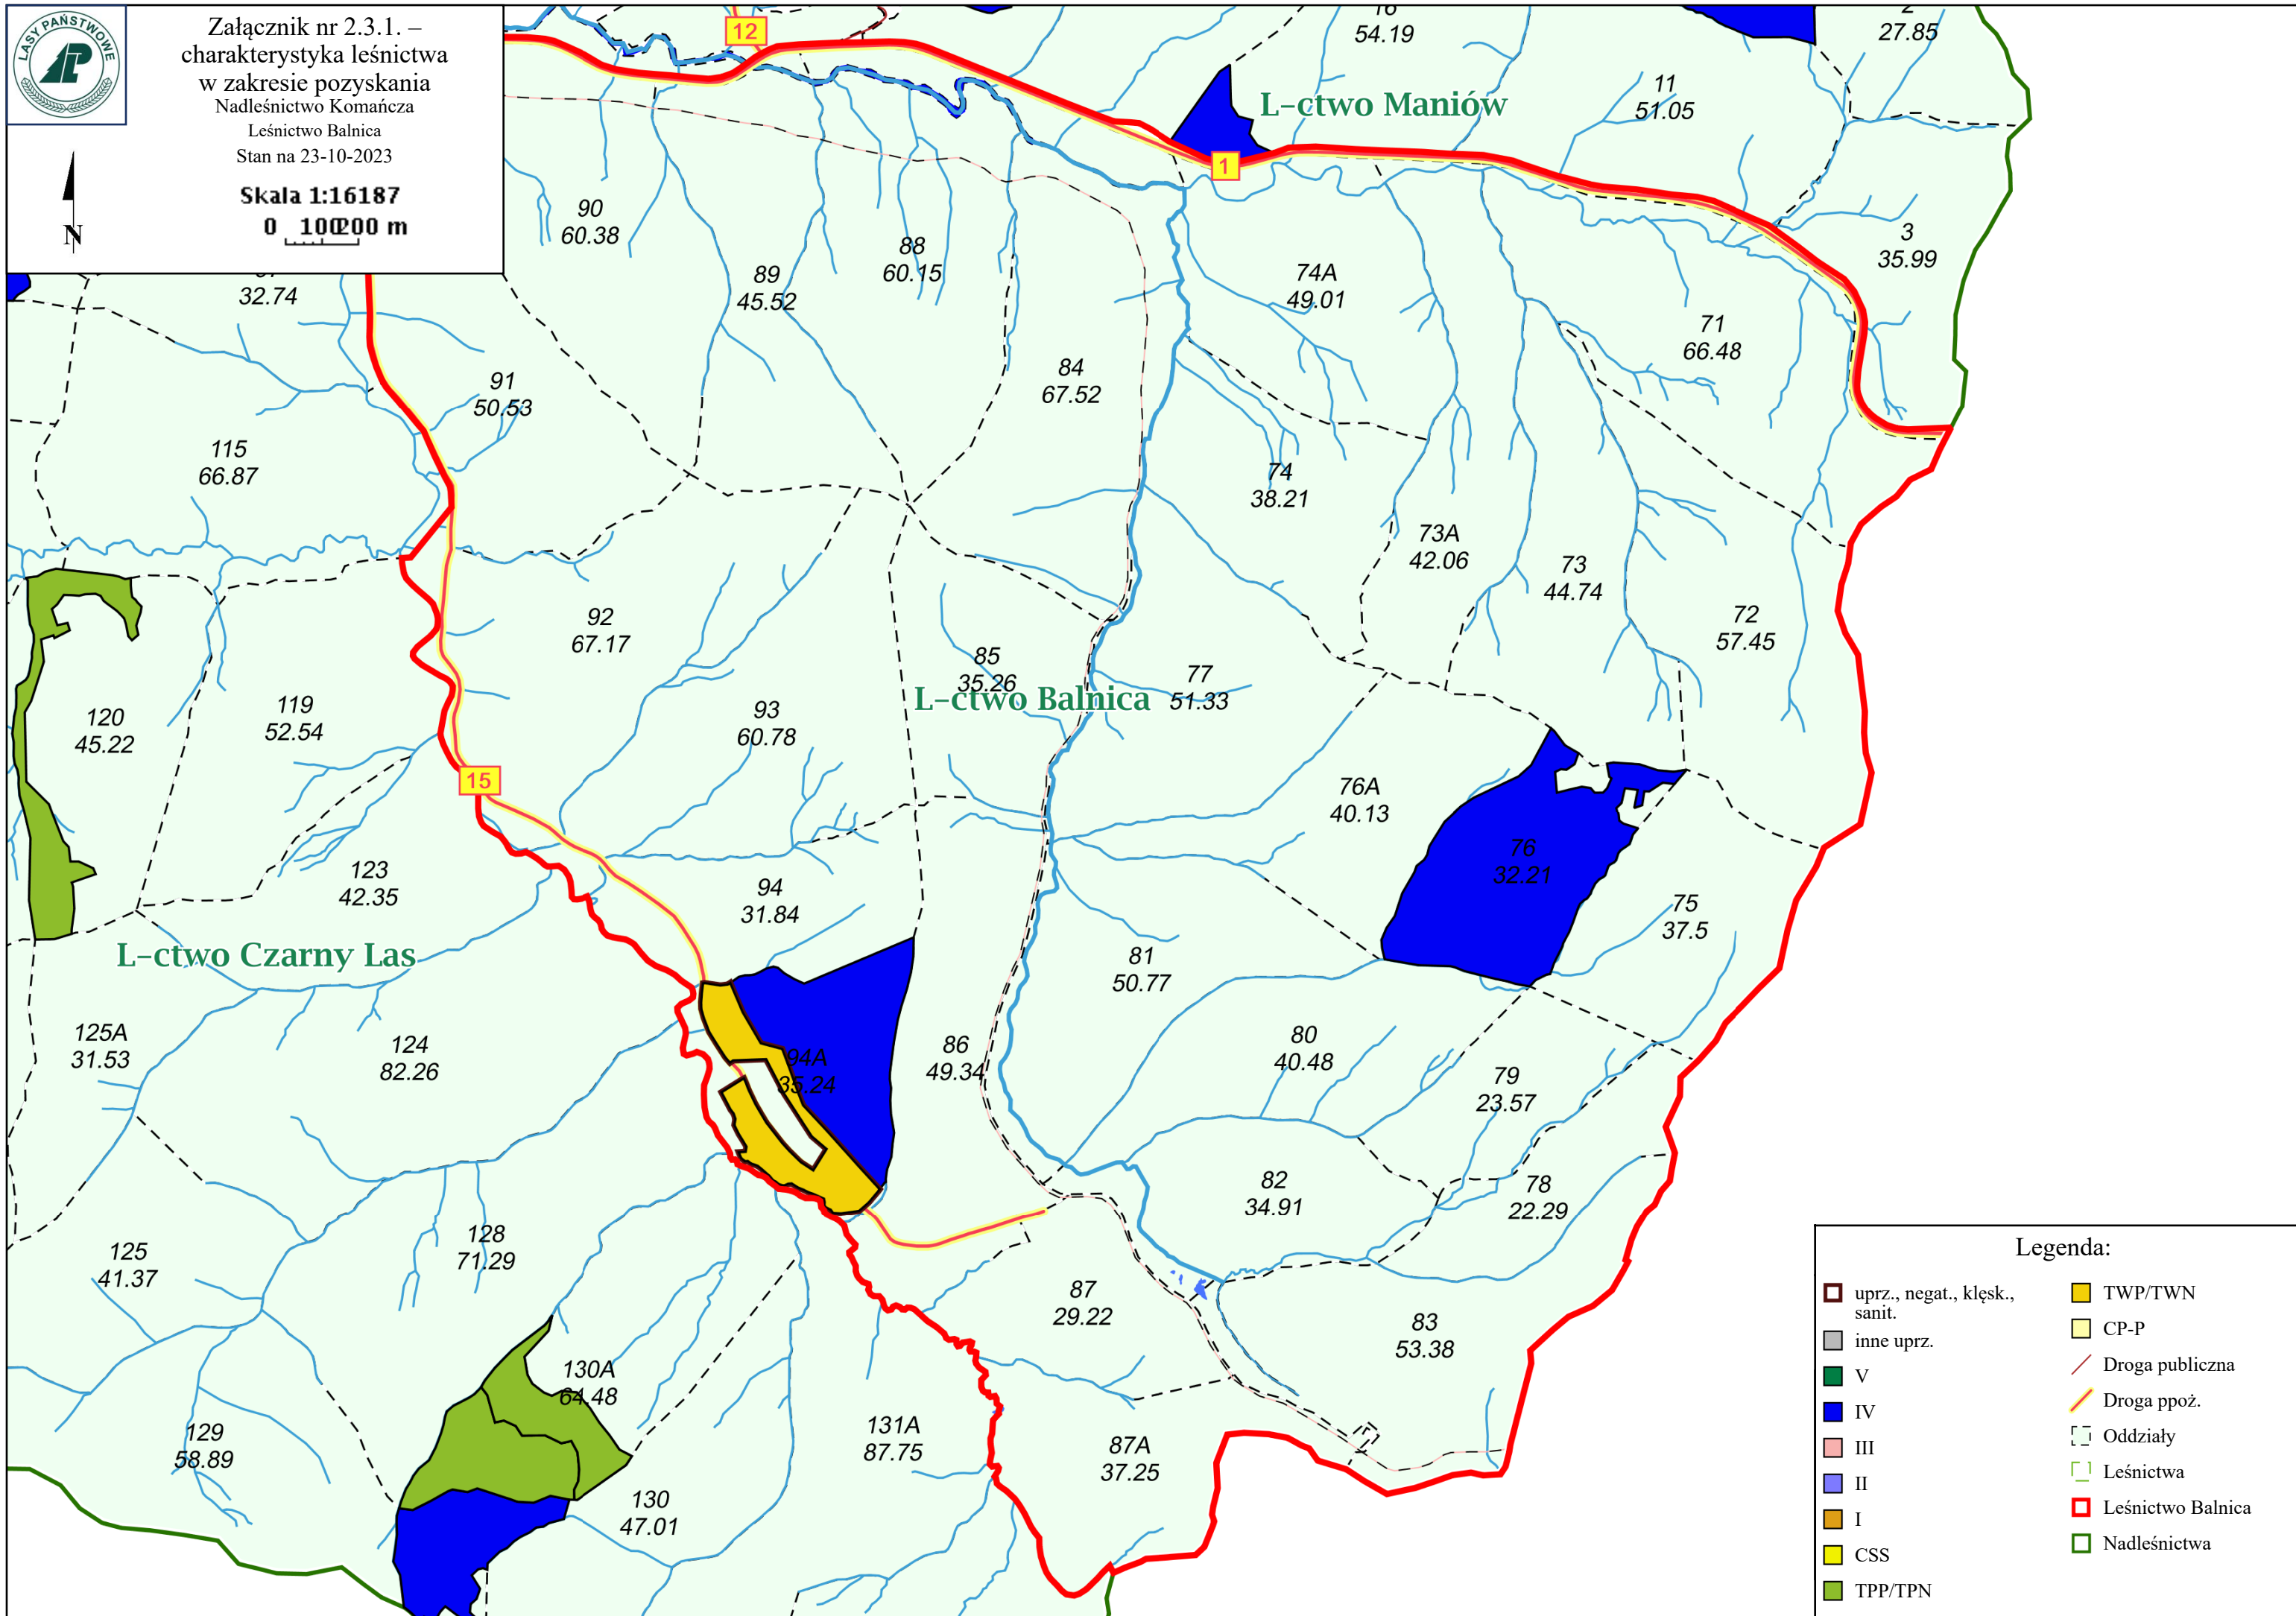 LASY PAŃSTWOWE
Załącznik nr 2.3.1. –
charakterystyka leśnictwa
w zakresie pozyskania
Nadleśnictwo Komańcza
Leśnictwo Balnica
Stan na 23-10-2023
Skala 1:16187
0 100 200 m
N
12
16
54.19
2
27.85
L-ctwo Maniów
11
51.05
1
90
60.38
88
60.15
89
45.52
74A
49.01
3
35.99
32.74
71
66.48
91
50.53
84
67.52
115
66.87
74
38.21
73A
42.06
73
44.74
92
67.17
72
57.45
85
35.26
L-ctwo Balnica
77
51.33
120
45.22
119
52.54
93
60.78
15
76A
40.13
76
32.21
123
42.35
94
31.84
75
37.5
L-ctwo Czarny Las
81
50.77
125A
31.53
124
82.26
94A
35.24
86
49.34
80
40.48
79
23.57
82
34.91
78
22.29
128
71.29
125
41.37
87
29.22
83
53.38
130A
64.48
129
58.89
131A
87.75
87A
37.25
130
47.01
Legenda:
uprz., negat., klęsk.,
sanit.
inne uprz.
V
IV
III
II
I
CSS
TPP/TPN
TWP/TWN
CP-P
Droga publiczna
Droga ppoż.
Oddziały
Leśnictwa
Leśnictwo Balnica
Nadleśnictwa